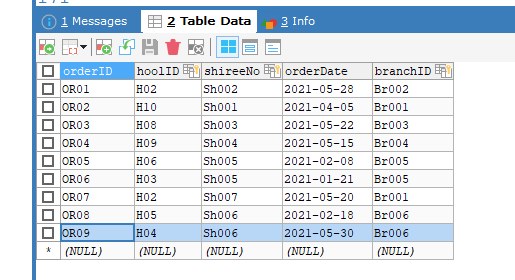 1 Messages 2 Table Data 3 Info
orderID hoolID shireeNo orderDate branchID
OR01 H02 Sh002 2021-05-28 Br002
OR02 H10 Sh001 2021-04-05 Br001
OR03 H08 Sh003 2021-05-22 Br003
OR04 H09 Sh004 2021-05-15 Br004
OR05 H06 Sh005 2021-02-08 Br005
OR06 H03 Sh005 2021-01-21 Br005
OR07 H02 Sh007 2021-05-20 Br001
OR08 H05 Sh006 2021-02-18 Br006
OR09 H04 Sh006 2021-05-30 Br006
* (NULL) (NULL) (NULL) (NULL) (NULL)